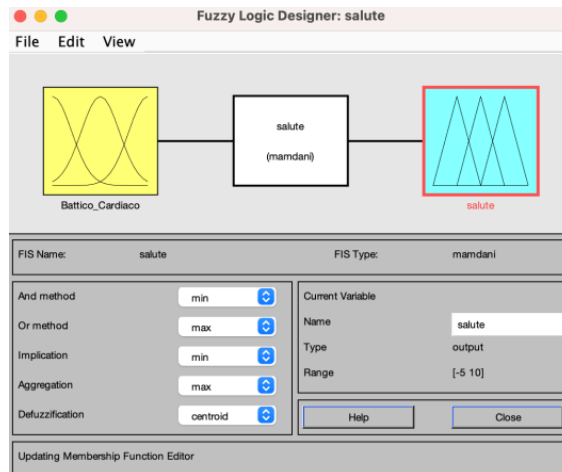 Fuzzy Logic Designer: salute
File Edit View
salute
(mamdani)
Battico_Cardiaco
salute
FIS Name: salute FIS Type: mamdani
And method min
Or method max
Implication min
Aggregation max
Defuzzification centroid
Current Variable
Name salute
Type output
Range [-5 10]
Help Close
Updating Membership Function Editor